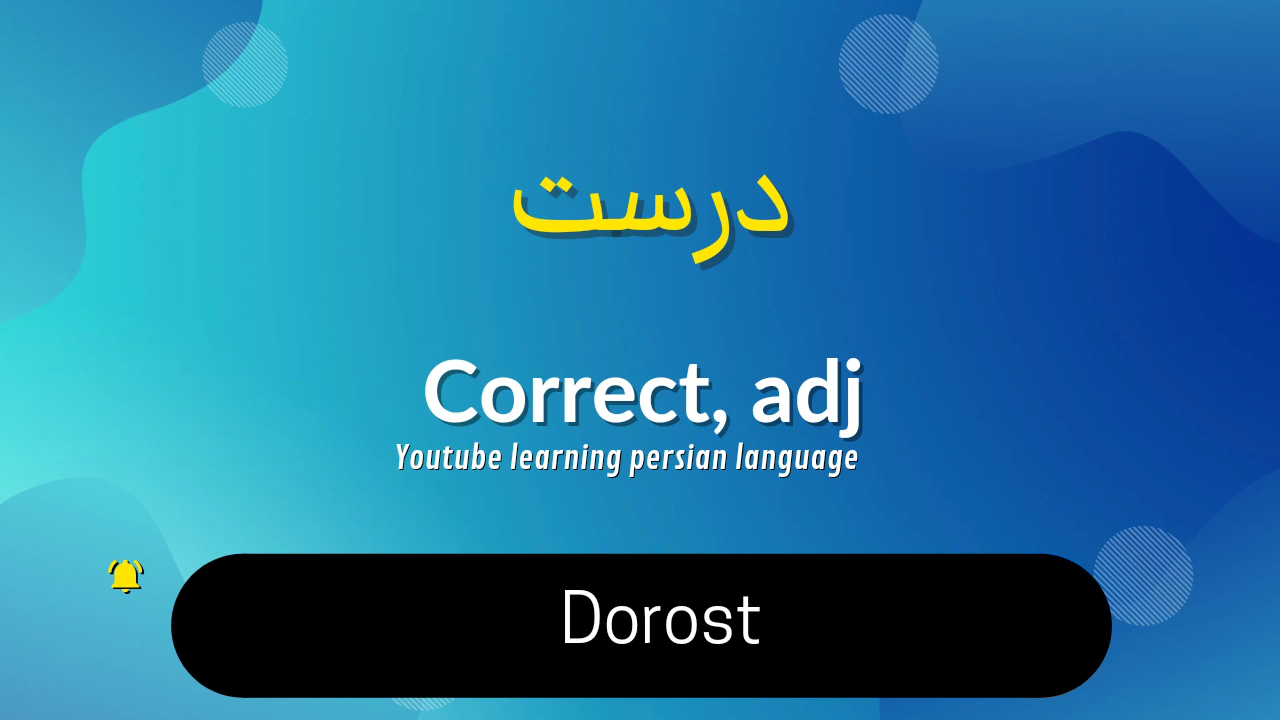 درست
Correct, adj
Youtube learning persian language
Dorost